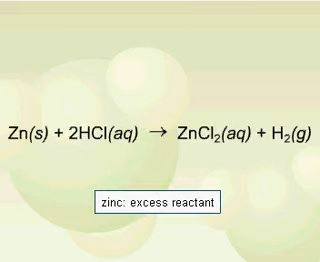 Zn(s) + 2HCl(aq) → ZnCl₂(aq) + H₂(g)
zinc: excess reactant